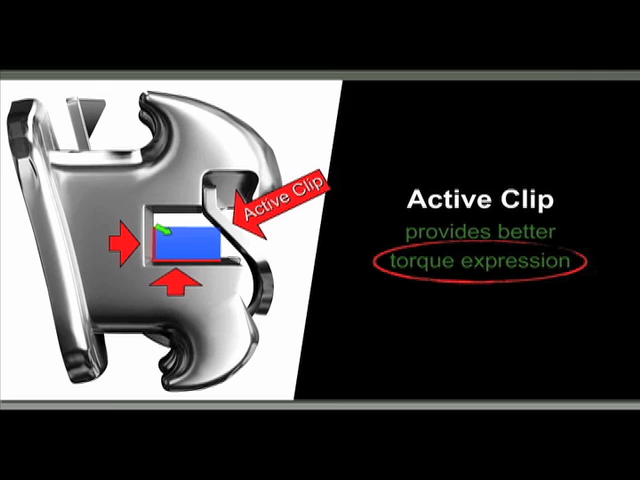 Active Clip
Active Clip
provides better
torque expression